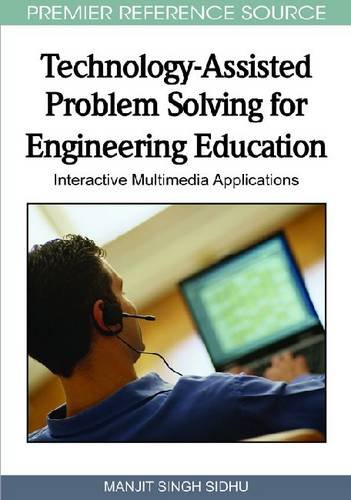 PREMIER REFERENCE SOURCE
Technology-Assisted
Problem Solving for
Engineering Education
Interactive Multimedia Applications
MANJIT SINGH SIDHU